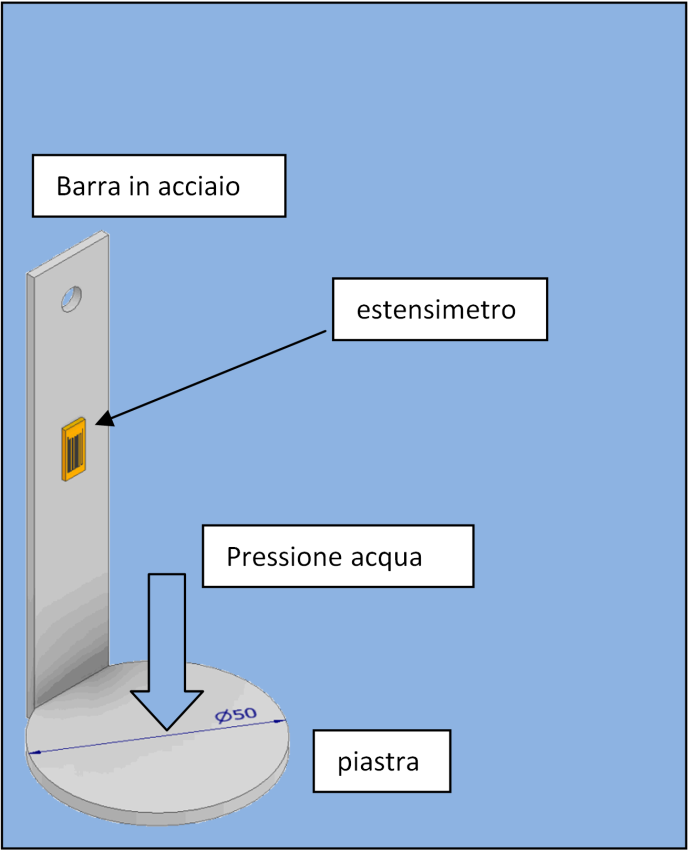 Barra in acciaio
estensimetro
Pressione acqua
Ø50
piastra